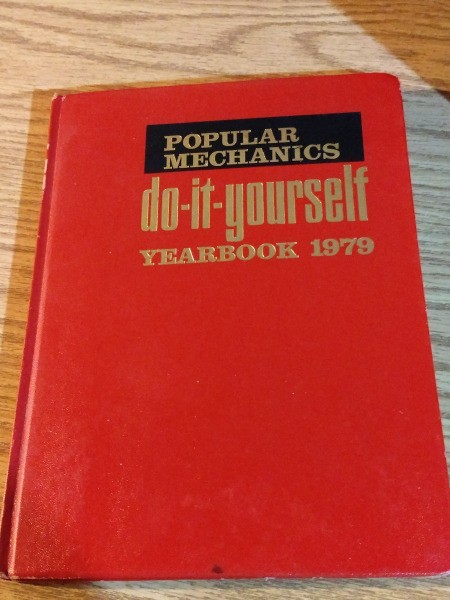 POPULAR
MECHANICS
do-it-yourself
YEARBOOK 1979